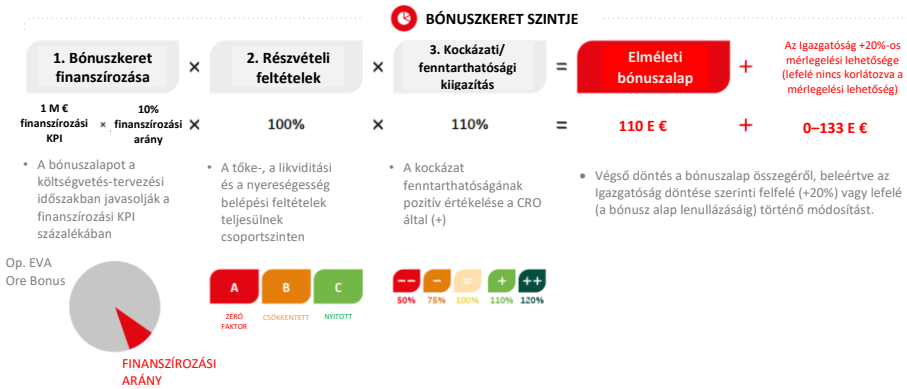 BÓNUSZKERET SZINTJE
1. Bónuszkeret
finanszírozása
×
2. Részvételi
feltételek
×
3. Kockázati/
fenntarthatósági
kiigazítás
=
Elméleti
bónuszalap
+
Az Igazgatóság +20%-os
mérlegelési lehetősége
(lefelé nincs korlátozva a
mérlegelési lehetőség)
1 M €
finanszírozási
KPI
×
10%
finanszírozási
arány
×
100%
×
110%
=
110 E €
+
0–133 E €
• A bónuszalapot a
költségvetés-tervezési
időszakban javasolják a
finanszírozási KPI
százalékában
• A tőke-, a likviditási
és a nyereségesség
belépési feltételek
teljesülnek
csoportszinten
• A kockázat
fenntarthatóságának
pozitív értékelése a CRO
által (+)
• Végső döntés a bónuszalap összegéről, beleértve az
Igazgatóság döntése szerinti felfelé (+20%) vagy lefelé
(a bónusz alap lenullázásáig) történő módosítást.
Op. EVA
Ore Bonus
FINANSZÍROZÁSI
ARÁNY
A
B
C
ZÉRÓ
FAKTOR
CSÖKKENTETT
NYITOTT
−−
−
=
+
++
50%
75%
100%
110%
120%